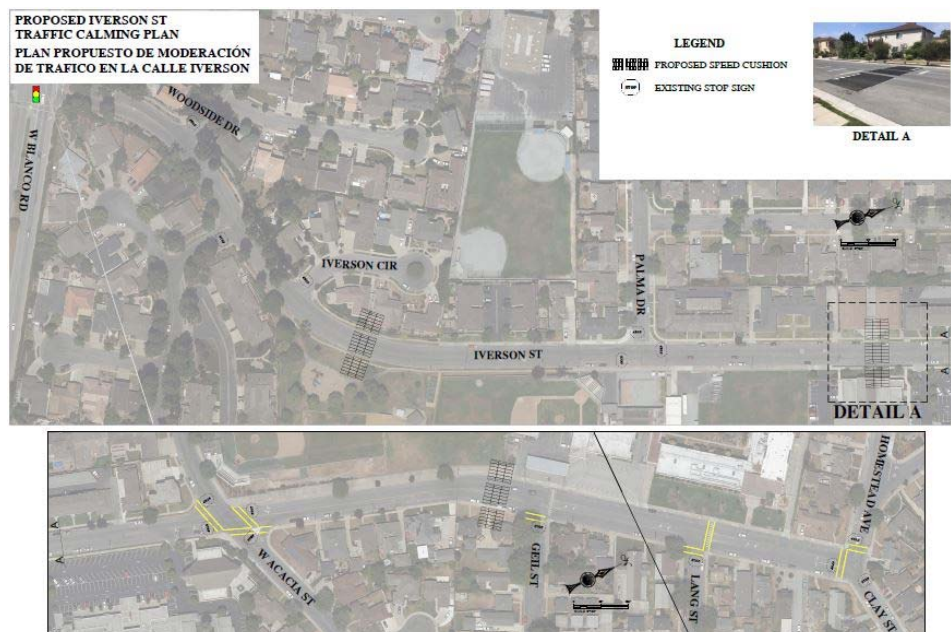 PROPOSED IVERSON ST
TRAFFIC CALMING PLAN
PLAN PROPUESTO DE MODERACIÓN
DE TRAFICO EN LA CALLE IVERSON
LEGEND
PROPOSED SPEED CUSHION
STOP
EXISTING STOP SIGN
DETAIL A
W BLANCO RD
WOODSIDE DR
IVERSON CIR
PALMA DR
IVERSON ST
A
A
DETAIL A
A
A
W ACACIA ST
GEIL ST
LANG ST
HOMESTEAD AVE
CLAY ST